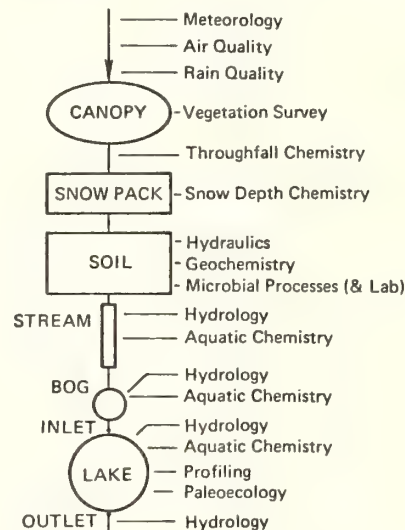 Meteorology
Air Quality
Rain Quality
CANOPY
Vegetation Survey
Throughfall Chemistry
SNOW PACK
Snow Depth Chemistry
SOIL
Hydraulics
Geochemistry
Microbial Processes (& Lab)
STREAM
Hydrology
Aquatic Chemistry
BOG
Hydrology
Aquatic Chemistry
INLET
Hydrology
Aquatic Chemistry
LAKE
Profiling
Paleoecology
OUTLET
Hydrology